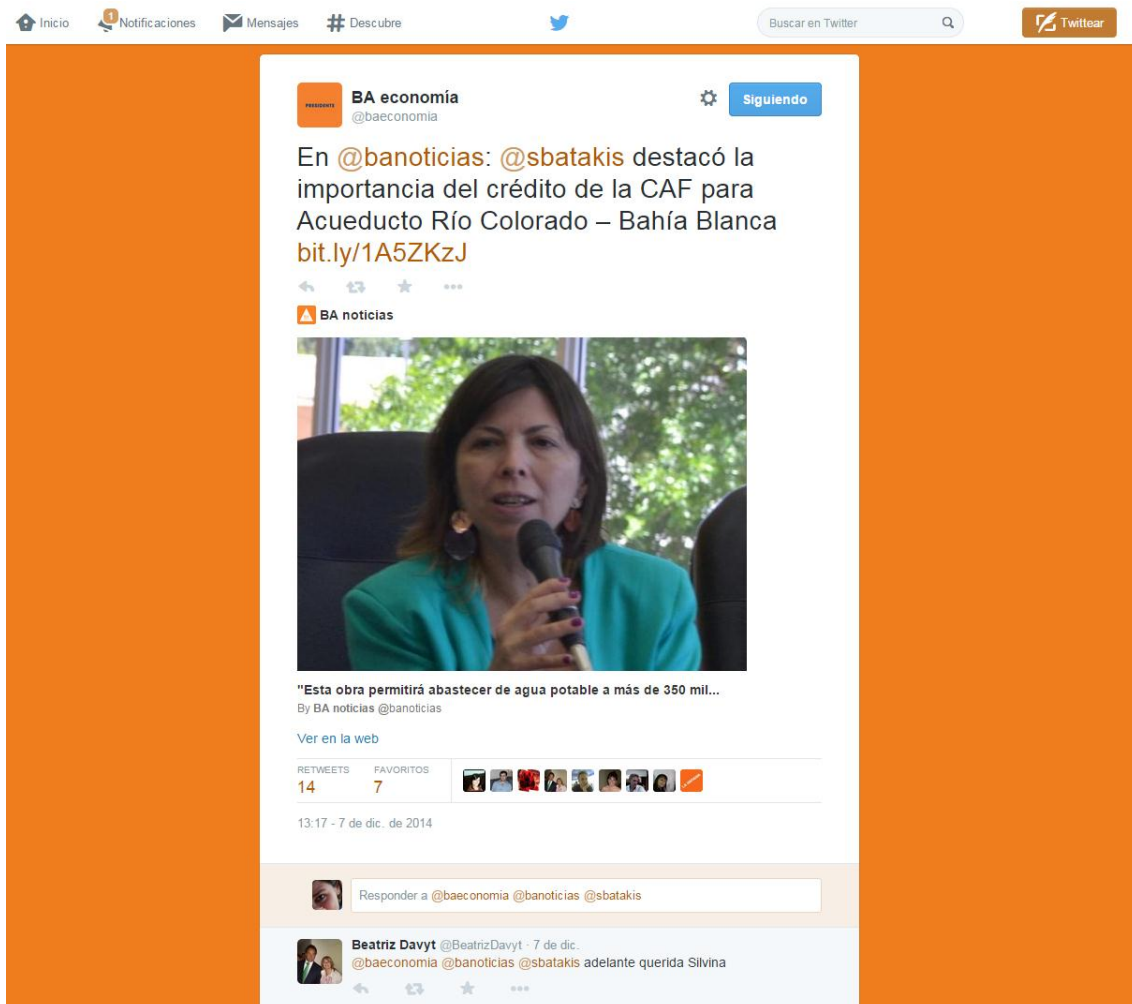 Inicio
1
Notificaciones
Mensajes
Descubre
Buscar en Twitter
Twittear
PRESIDENTE
BA economía
@baeconomia
Siguiendo
En @banoticias: @sbatakis destacó la
importancia del crédito de la CAF para
Acueducto Río Colorado – Bahía Blanca
bit.ly/1A5ZKzJ
BA noticias
"Esta obra permitirá abastecer de agua potable a más de 350 mil...
By BA noticias @banoticias
Ver en la web
RETWEETS FAVORITOS
14 7
13:17 - 7 de dic. de 2014
Responder a @baeconomia @banoticias @sbatakis
Beatriz Davyt @BeatrizDavyt · 7 de dic.
@baeconomia @banoticias @sbatakis adelante querida Silvina